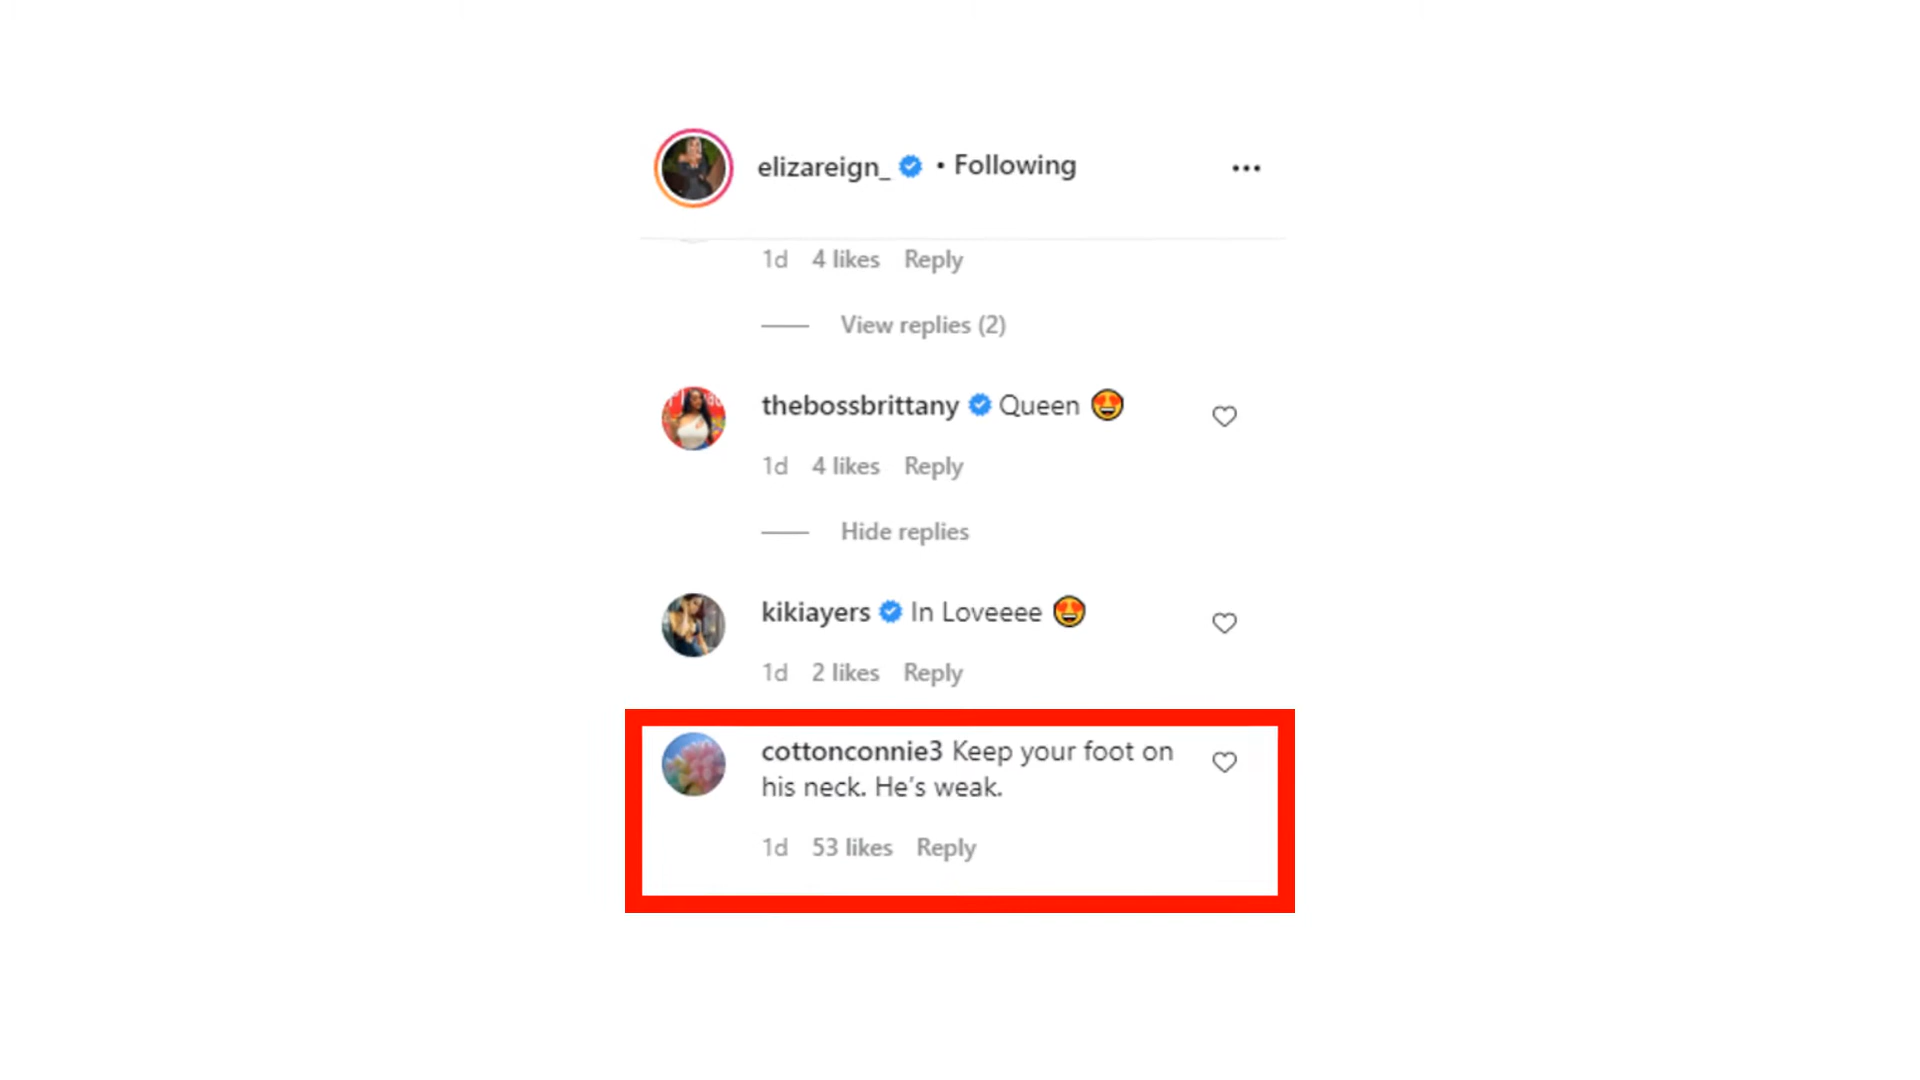 elizareign_ • Following
1d 4 likes Reply
View replies (2)
thebossbrittany Queen 😍
1d 4 likes Reply
Hide replies
kikiayers In Loveeee 😍
1d 2 likes Reply
cottonconnie3 Keep your foot on
his neck. He's weak.
1d 53 likes Reply